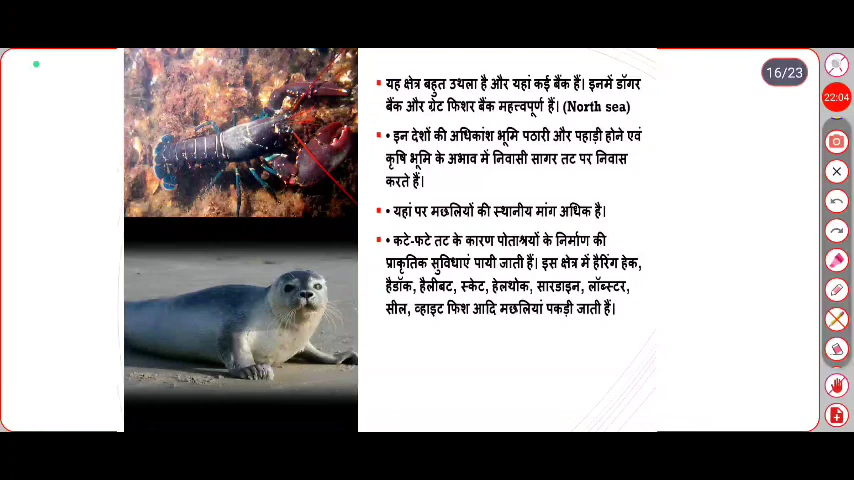 16/23
22:04
यह क्षेत्र बहुत उथला है और यहां कई बैंक हैं। इनमें डॉगर
बैंक और ग्रेट फिशर बैंक महत्त्वपूर्ण हैं। (North sea)
• इन देशों की अधिकांश भूमि पठारी और पहाड़ी होने एवं
कृषि भूमि के अभाव में निवासी सागर तट पर निवास
करते हैं।
• यहां पर मछलियों की स्थानीय मांग अधिक है।
• कटे-फटे तट के कारण पोताश्रयों के निर्माण की
प्राकृतिक सुविधाएं पायी जाती हैं। इस क्षेत्र में हैरिंग हेक,
हैडॉक, हैलीबट, स्केट, हेलथोक, सारडाइन, लॉब्स्टर,
सील, व्हाइट फिश आदि मछलियां पकड़ी जाती हैं।